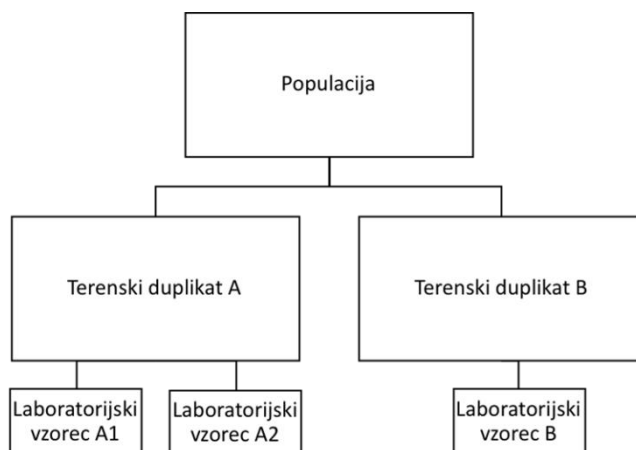 Populacija
Terenski duplikat A
Terenski duplikat B
Laboratorijski
vzorec A1
Laboratorijski
vzorec A2
Laboratorijski
vzorec B